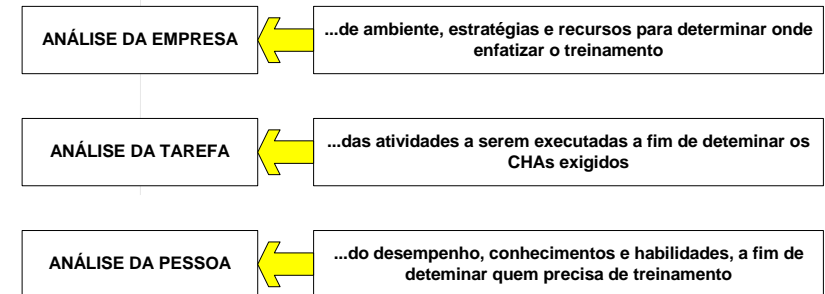 ANÁLISE DA EMPRESA
...de ambiente, estratégias e recursos para determinar onde
enfatizar o treinamento
ANÁLISE DA TAREFA
...das atividades a serem executadas a fim de deteminar os
CHAs exigidos
ANÁLISE DA PESSOA
...do desempenho, conhecimentos e habilidades, a fim de
deteminar quem precisa de treinamento